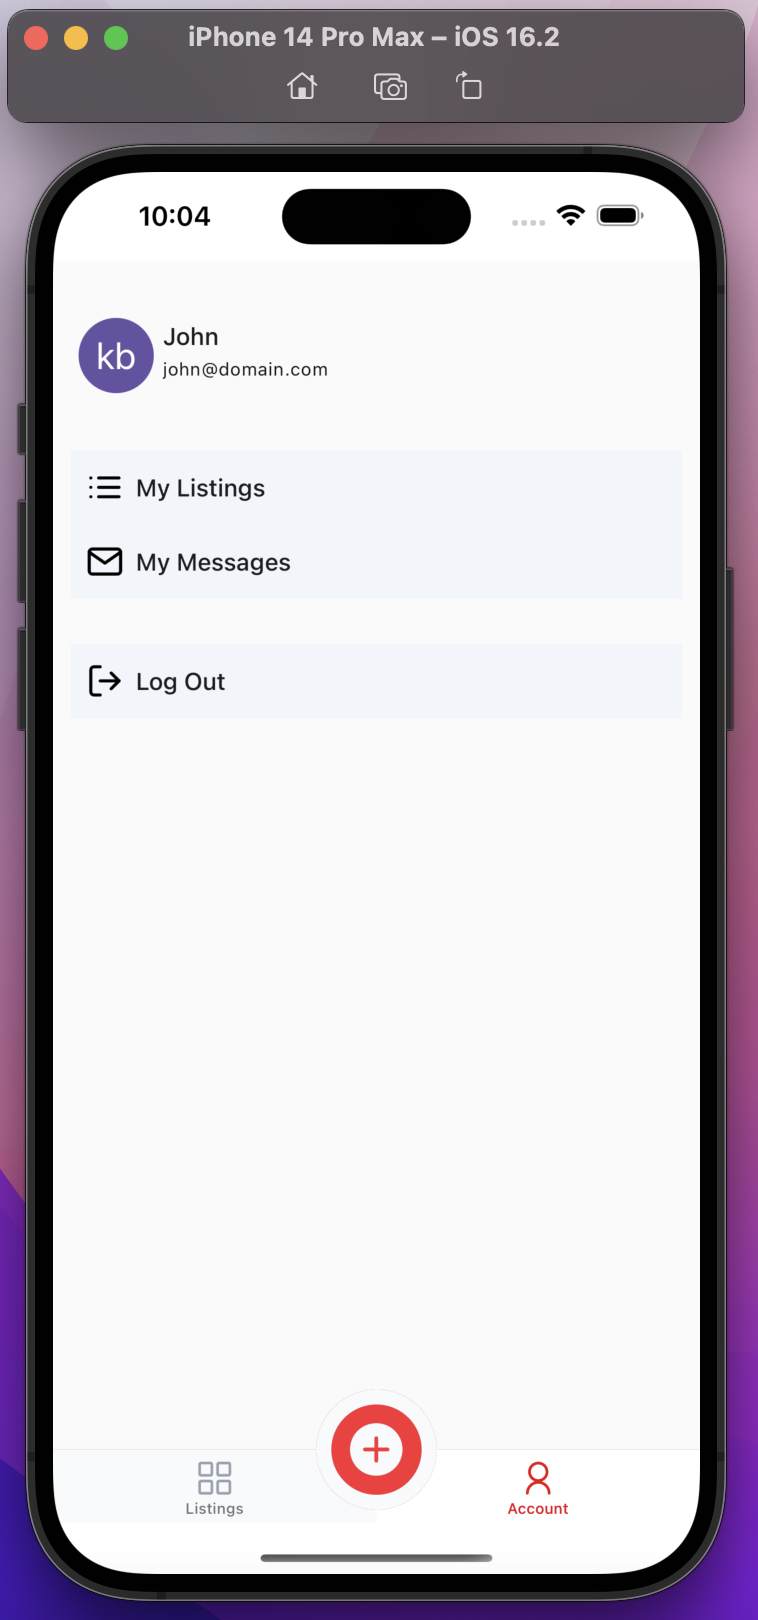 iPhone 14 Pro Max – iOS 16.2
10:04
kb
John
john@domain.com
My Listings
My Messages
Log Out
Listings
Account